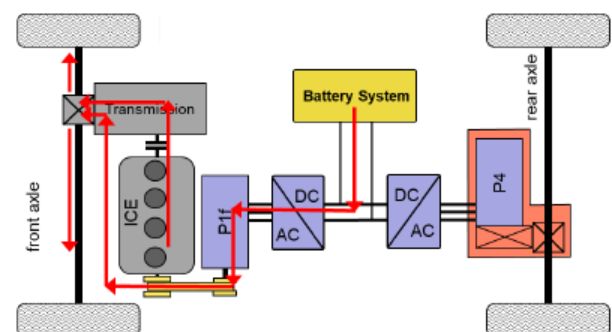 Transmission
Battery System
rear axle
front axle
ICE
P1f
DC
AC
DC
AC
P4